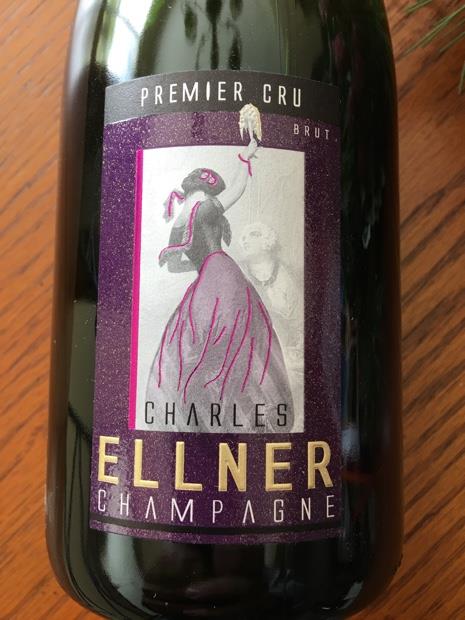 PREMIER CRU
BRUT
CHARLES
ELLNER
CHAMPAGNE